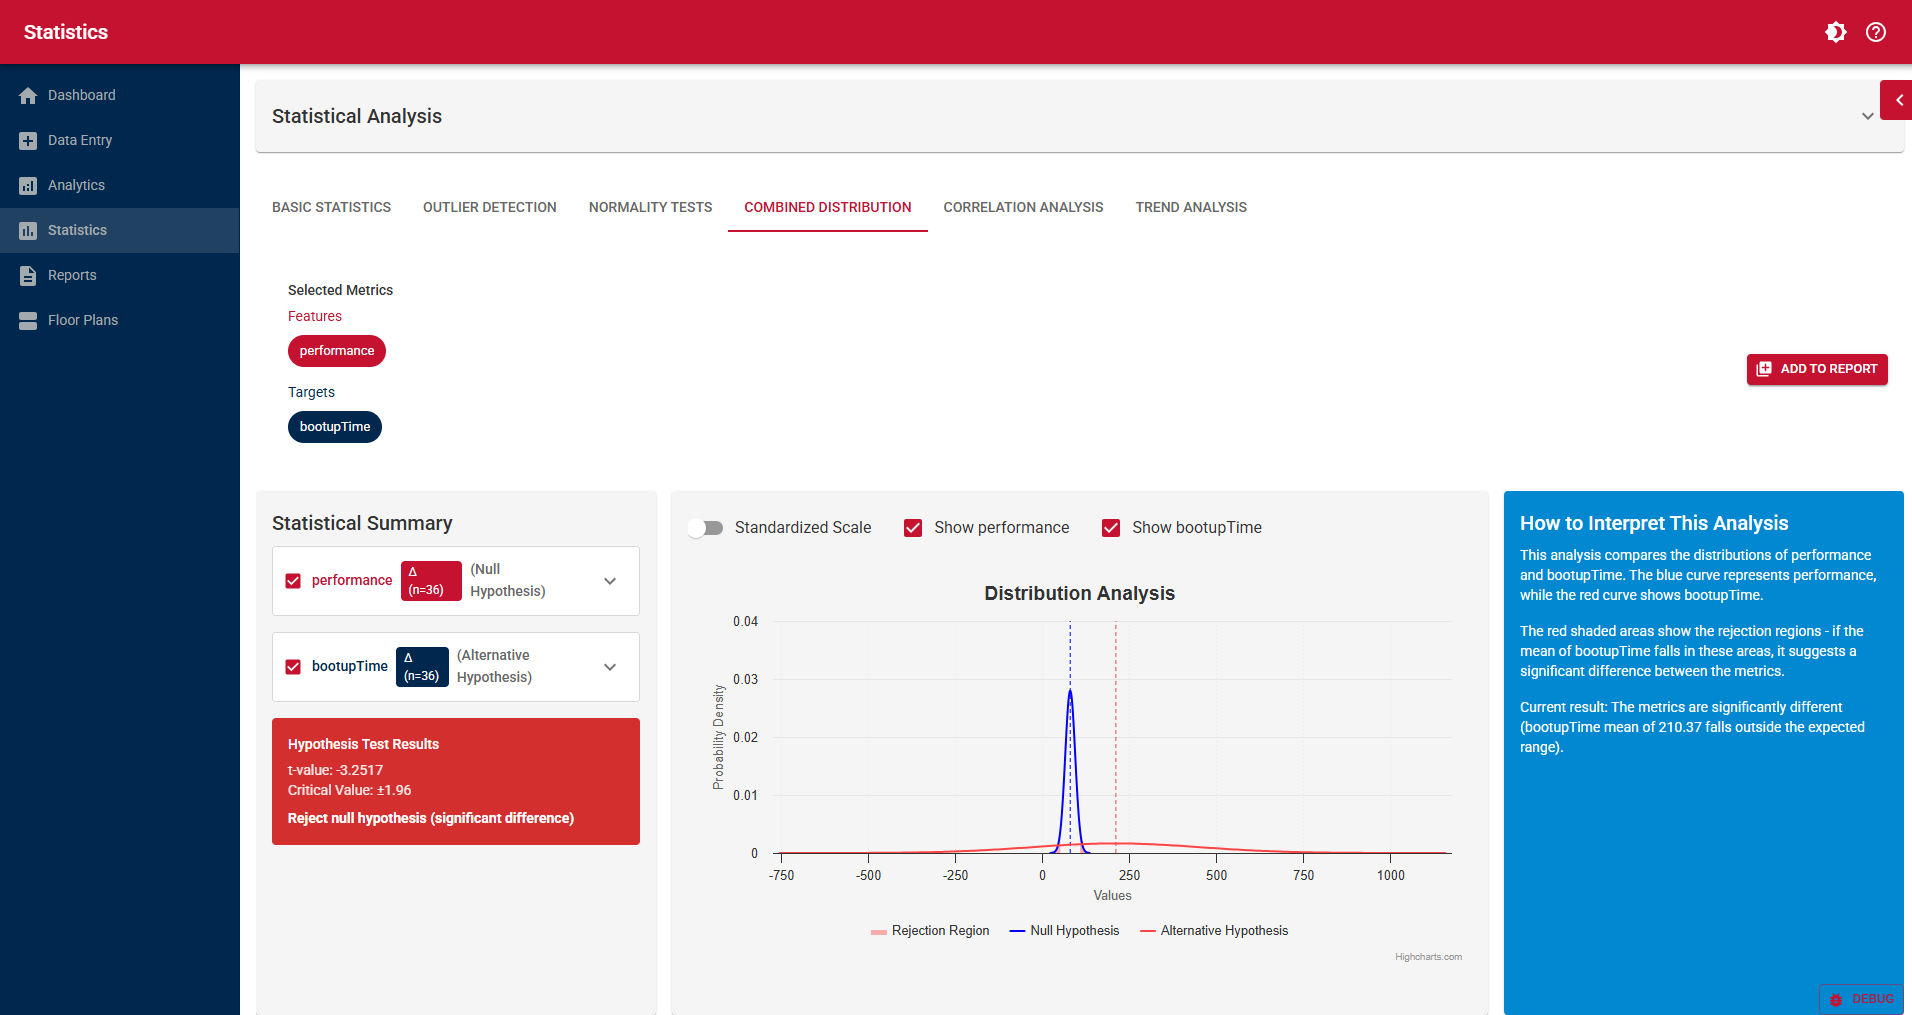 Statistics
Dashboard
Data Entry
Analytics
Statistics
Reports
Floor Plans
Statistical Analysis
BASIC STATISTICS
OUTLIER DETECTION
NORMALITY TESTS
COMBINED DISTRIBUTION
CORRELATION ANALYSIS
TREND ANALYSIS
Selected Metrics
Features
performance
Targets
bootupTime
ADD TO REPORT
Statistical Summary
performance
Δ
(n=36)
(Null
Hypothesis)
bootupTime
Δ
(n=36)
(Alternative
Hypothesis)
Hypothesis Test Results
t-value: -3.2517
Critical Value: ±1.96
Reject null hypothesis (significant difference)
Standardized Scale
Show performance
Show bootupTime
Distribution Analysis
Probability Density
0.04
0.03
0.02
0.01
0
-750
-500
-250
0
250
500
750
1000
Values
Rejection Region
Null Hypothesis
Alternative Hypothesis
Highcharts.com
How to Interpret This Analysis
This analysis compares the distributions of performance
and bootupTime. The blue curve represents performance,
while the red curve shows bootupTime.
The red shaded areas show the rejection regions - if the
mean of bootupTime falls in these areas, it suggests a
significant difference between the metrics.
Current result: The metrics are significantly different
(bootupTime mean of 210.37 falls outside the expected
range).
DEBUG